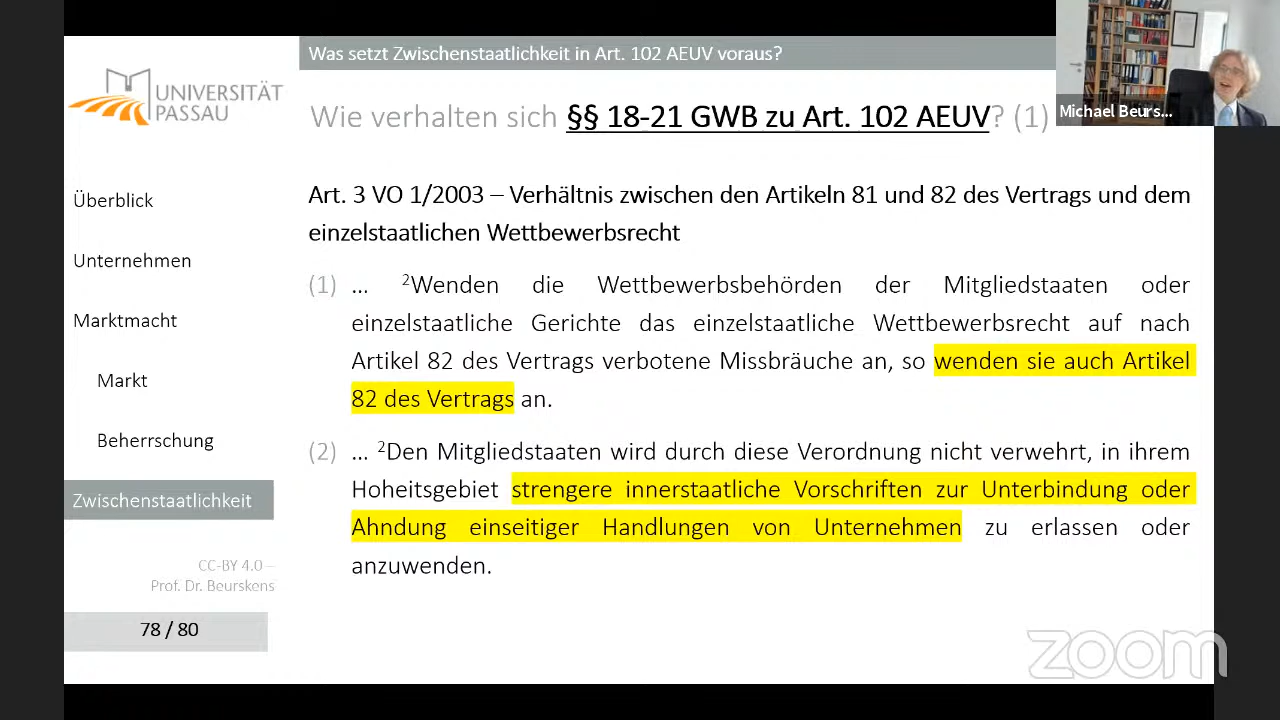 Was setzt Zwischenstaatlichkeit in Art. 102 AEUV voraus?
UNIVERSITÄT
PASSAU
Wie verhalten sich §§ 18-21 GWB zu Art. 102 AEUV? (1)
Michael Beurs...
Überblick
Unternehmen
Marktmacht
Markt
Beherrschung
Zwischenstaatlichkeit
CC-BY 4.0 –
Prof. Dr. Beurskens
78 / 80
Art. 3 VO 1/2003 – Verhältnis zwischen den Artikeln 81 und 82 des Vertrags und dem
einzelstaatlichen Wettbewerbsrecht
(1) ... ²Wenden die Wettbewerbsbehörden der Mitgliedstaaten oder
einzelstaatliche Gerichte das einzelstaatliche Wettbewerbsrecht auf nach
Artikel 82 des Vertrags verbotene Missbräuche an, so wenden sie auch Artikel
82 des Vertrags an.
(2) ... ²Den Mitgliedstaaten wird durch diese Verordnung nicht verwehrt, in ihrem
Hoheitsgebiet strengere innerstaatliche Vorschriften zur Unterbindung oder
Ahndung einseitiger Handlungen von Unternehmen zu erlassen oder
anzuwenden.
zoom